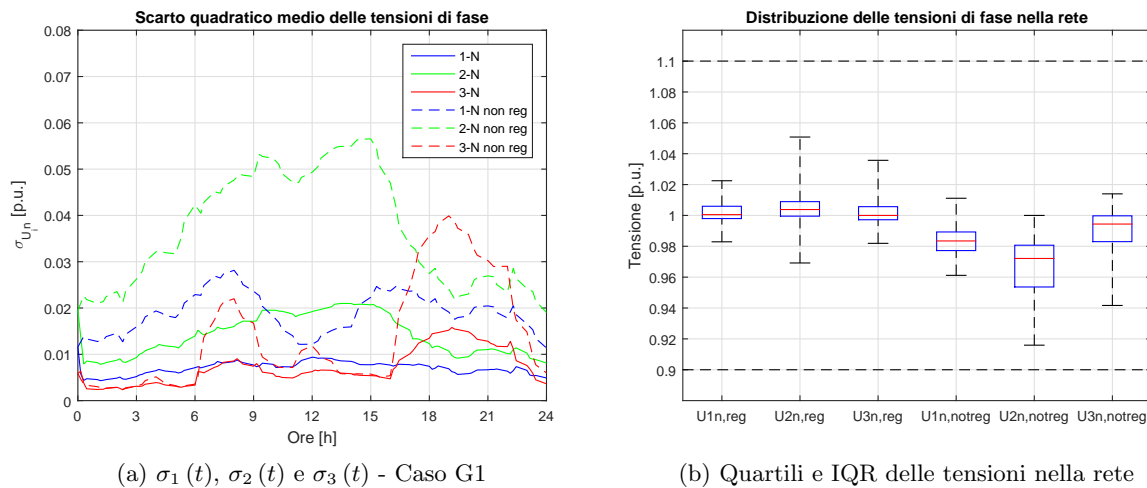 Scarto quadratico medio delle tensioni di fase
0.08
0.07
0.06
0.05
0.04
0.03
0.02
0.01
0
σUni [p.u.]
1-N
2-N
3-N
1-N non reg
2-N non reg
3-N non reg
0 3 6 9 12 15 18 21 24
Ore [h]
(a) σ1 (t), σ2 (t) e σ3 (t) - Caso G1
Distribuzione delle tensioni di fase nella rete
1.1
1.08
1.06
1.04
1.02
1
0.98
0.96
0.94
0.92
0.9
Tensione [p.u.]
U1n,reg U2n,reg U3n,reg U1n,notreg U2n,notreg U3n,notreg
(b) Quartili e IQR delle tensioni nella rete